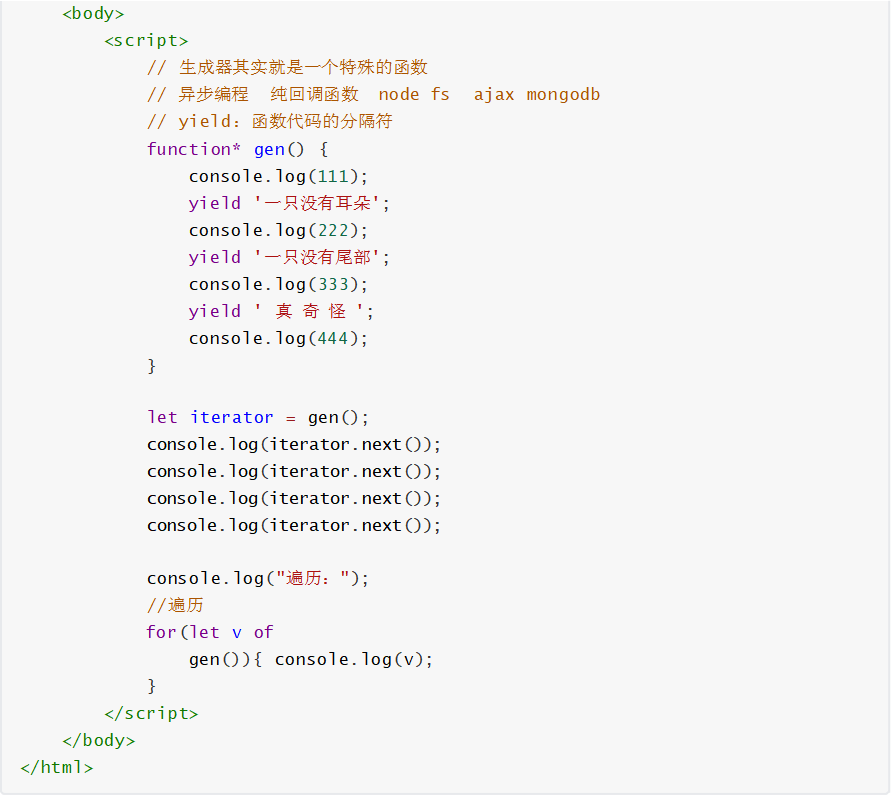 <body>
<script>
// 生成器其实就是一个特殊的函数
// 异步编程 纯回调函数 node fs ajax mongodb
// yield：函数代码的分隔符
function* gen() {
console.log(111);
yield '一只没有耳朵';
console.log(222);
yield '一只没有尾部';
console.log(333);
yield ' 真 奇 怪 ';
console.log(444);
}
let iterator = gen();
console.log(iterator.next());
console.log(iterator.next());
console.log(iterator.next());
console.log(iterator.next());
console.log("遍历：");
//遍历
for(let v of
gen()){ console.log(v);
}
</script>
</body>
</html>